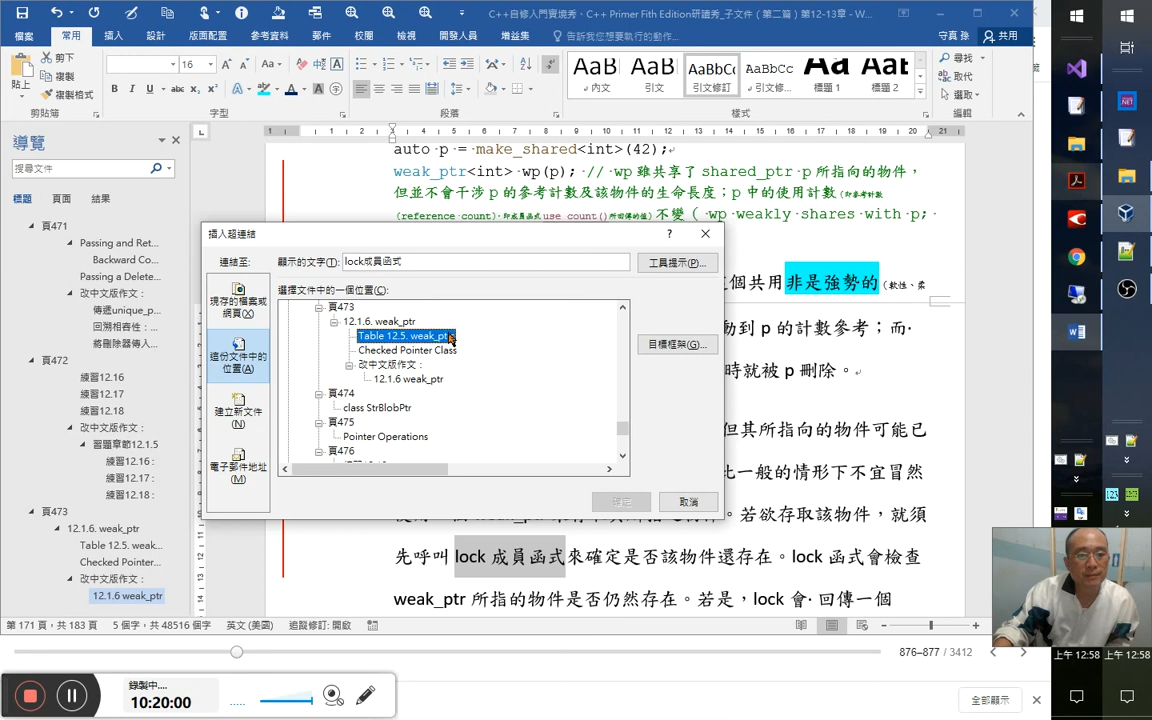 C++自修入門實境秀、C++ Primer Fith Edition研讀秀_子文件（第二篇）第12-13章 - W...
檔案 常用 插入 設計 版面配置 參考資料 郵件 校閱 檢視 開發人員 增益集 告訴我您想要執行的動作... 守真 孫 共用
貼上 剪下 複製 複製格式
16
AaB AaB AaBbCc AaBbCc AaB AaB
內文 引文 引文修訂 引文修... 標題 1 標題 2
尋找 取代 選取
剪貼簿 字型 段落 樣式 編輯
導覽
搜尋文件
標題 頁面 結果
頁471
Passing and Ret...
Backward Co...
Passing a Delete...
改中文版作文：
傳遞unique_p...
回溯相容性：...
將刪除器傳入...
頁472
練習12.16
練習12.17
練習12.18
改中文版作文：
習題章節12.1.5
練習12.16：
練習12.17：
練習12.18：
頁473
12.1.6. weak_ptr
Table 12.5. weak...
Checked Pointer...
改中文版作文：
12.1.6 weak_ptr
auto p = make_shared<int>(42);
weak_ptr<int> wp(p); // wp 雖共享了 shared_ptr p 所指向的物件，
但並不會干涉 p 的參考計數及該物件的生命長度；p 中的使用計數(即參考計數
(reference count)，即成員函式use_count()所回傳的值)不變（ wp weakly shares with p;
個共用非是強勢的（軟性、柔
動到 p 的計數參考；而
時就被 p 刪除。
但其所指向的物件可能已
比一般的情形下不宜冒然
若欲存取該物件，就須
先呼叫 lock 成員函式來確定是否該物件還存在。lock 函式會檢查
weak_ptr 所指的物件是否仍然存在。若是，lock 會 回傳一個
插入超連結
連結至:
顯示的文字(T): lock成員函式
工具提示(P)...
選擇文件中的一個位置(C):
現存的檔案或網頁(X)
這份文件中的位置(A)
建立新文件(N)
電子郵件地址(M)
頁473
12.1.6. weak_ptr
Table 12.5. weak_pt
Checked Pointer Class
改中文版作文：
12.1.6 weak_ptr
頁474
class StrBlobPtr
頁475
Pointer Operations
頁476
目標框架(G)...
確定 取消
第 171 頁，共 183 頁 5 個字，共 48516 個字 英文 (美國) 追蹤修訂: 開啟
876–877 / 3412
錄製中....
10:20:00
全部顯示
上午 12:58 上午 12:58